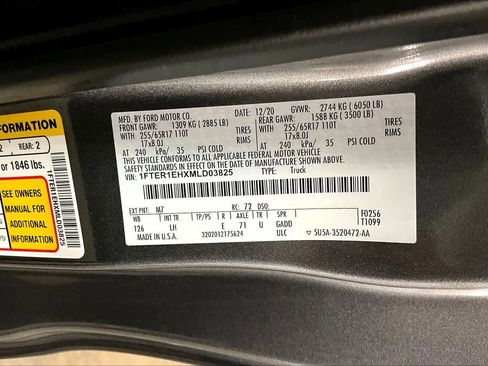 NFORMATION
2 REAR 2
or 1846 lbs.
SEE OWNERS
MANUAL
FOR
ADDITIONAL
INFORMATION
1FTER1EHXMLD03825
MFD. BY FORD MOTOR CO.
DATE: 12/20 GVWR: 2744 KG ( 6050 LB)
FRONT GAWR: 1309 KG ( 2885 LB) REAR GAWR: 1588 KG ( 3500 LB)
WITH 255/65R17 110T TIRES WITH 255/65R17 110T TIRES
17x8.0J RIMS 17x8.0J RIMS
AT 240 kPa/ 35 PSI COLD AT 240 kPa/ 35 PSI COLD
THIS VEHICLE CONFORMS TO ALL APPLICABLE FEDERAL MOTOR VEHICLE
SAFETY STANDARDS IN EFFECT ON THE DATE OF MANUFACTURE SHOWN ABOVE.
VIN: 1FTER1EHXMLD03825 TYPE: Truck
EXT PNT: M7 RC: 72 DSO: F0256
WB INT TR TP/PS R AXLE TR SPR T1099
126 LH E 71 U GADD
MADE IN U.S.A. 3202012175624 ULC 5U5A-3520472-AA